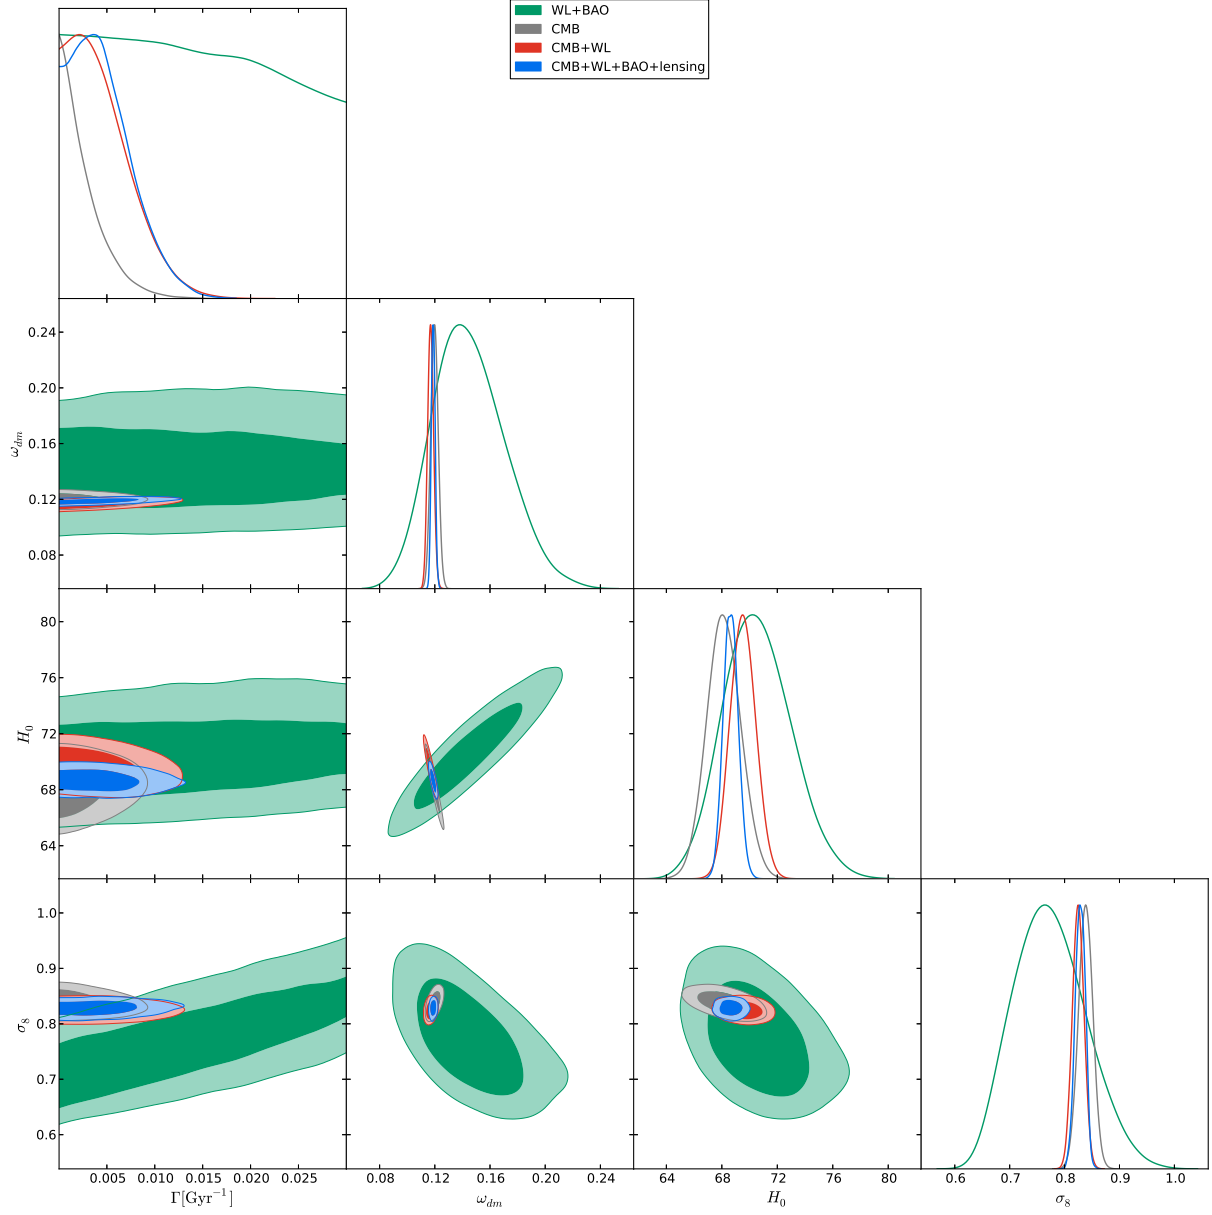 WL+BAO
CMB
CMB+WL
CMB+WL+BAO+lensing
0.24
0.20
0.16
0.12
0.08
ω_dm
80
76
72
68
64
H_0
1.0
0.9
0.8
0.7
0.6
σ_8
0.005 0.010 0.015 0.020 0.025
Γ[Gyr⁻¹]
0.08 0.12 0.16 0.20 0.24
ω_dm
64 68 72 76 80
H_0
0.6 0.7 0.8 0.9 1.0
σ_8